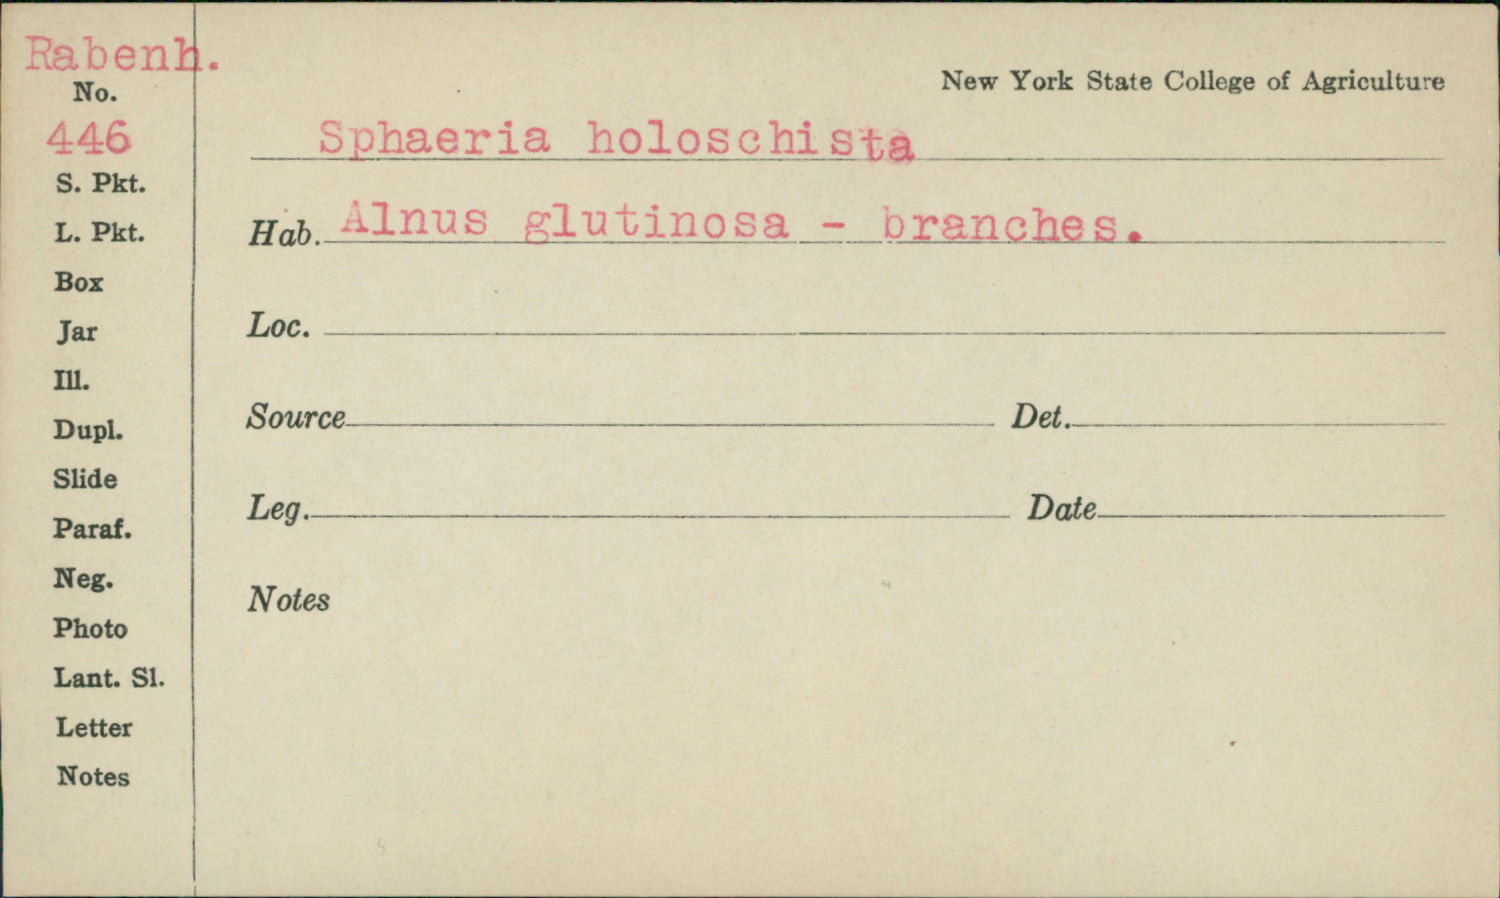 Rabenh.
No.
446
S. Pkt.
L. Pkt.
Box
Jar
Ill.
Dupl.
Slide
Paraf.
Neg.
Photo
Lant. Sl.
Letter
Notes
New York State College of Agriculture
Sphaeria holoschista
Hab. Alnus glutinosa - branches.
Loc.
Source Det.
Leg. Date
Notes